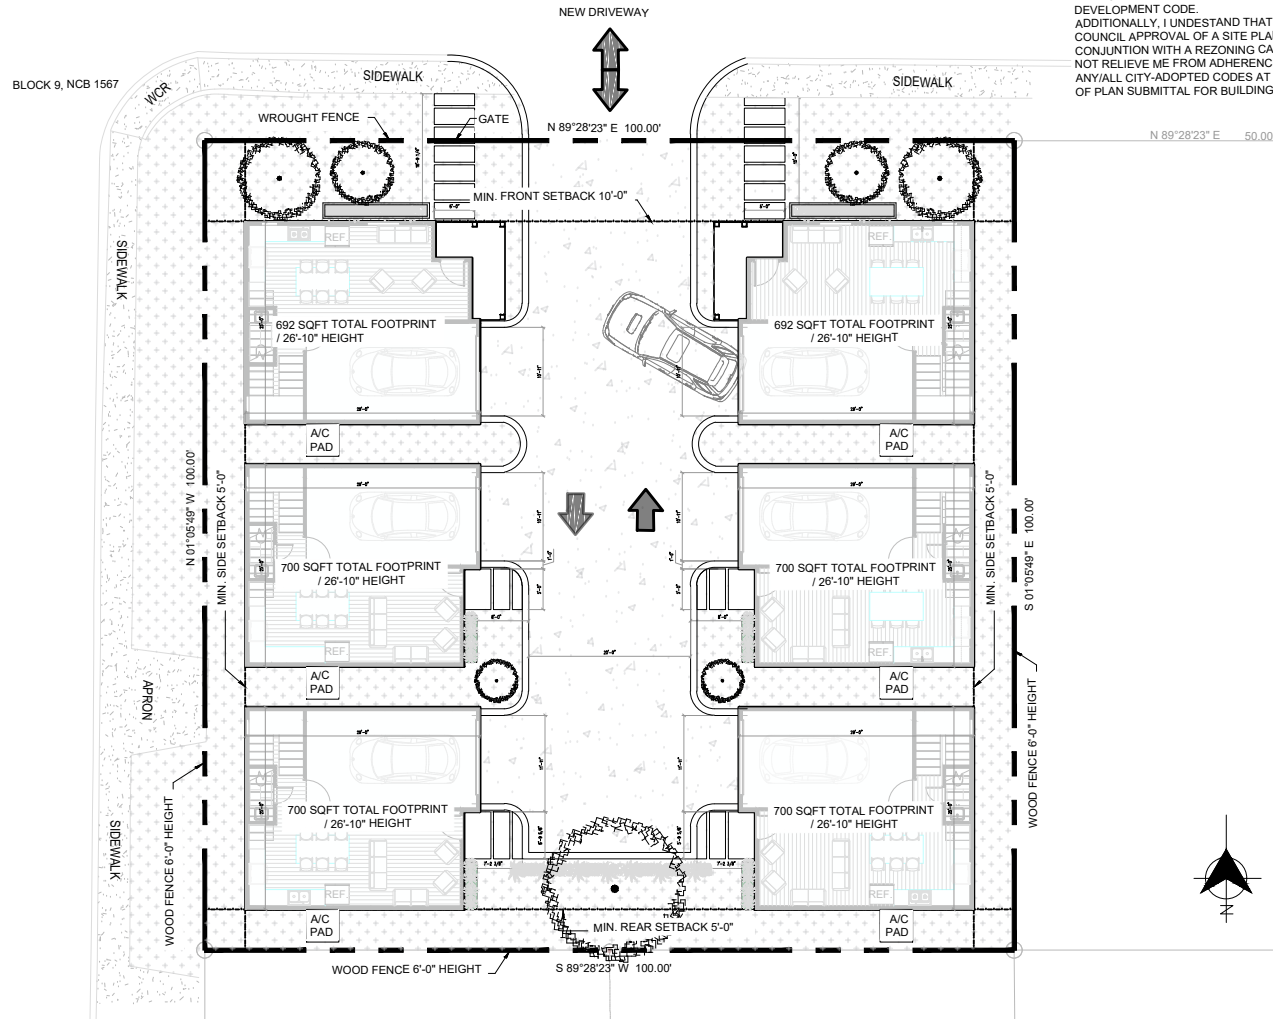 NEW DRIVEWAY
DEVELOPMENT CODE.
ADDITIONALLY, I UNDESTAND THAT
COUNCIL APPROVAL OF A SITE PLA
CONJUNTION WITH A REZONING CA
NOT RELIEVE ME FROM ADHERENC
ANY/ALL CITY-ADOPTED CODES AT
OF PLAN SUBMITTAL FOR BUILDING
BLOCK 9, NCB 1567
WCR
SIDEWALK
SIDEWALK
WROUGHT FENCE
GATE
N 89°28'23" E 100.00'
N 89°28'23" E 50.00
MIN. FRONT SETBACK 10'-0"
SIDEWALK
REF
REF
692 SQFT TOTAL FOOTPRINT
/ 26'-10" HEIGHT
692 SQFT TOTAL FOOTPRINT
/ 26'-10" HEIGHT
A/C
PAD
A/C
PAD
N 01°05'49" W 100.00'
MIN. SIDE SETBACK 5'-0"
MIN. SIDE SETBACK 5'-0"
S 01°05'49" E 100.00'
700 SQFT TOTAL FOOTPRINT
/ 26'-10" HEIGHT
700 SQFT TOTAL FOOTPRINT
/ 26'-10" HEIGHT
REF
REF
A/C
PAD
A/C
PAD
APRON
WOOD FENCE 6'-0" HEIGHT
WOOD FENCE 6'-0" HEIGHT
700 SQFT TOTAL FOOTPRINT
/ 26'-10" HEIGHT
700 SQFT TOTAL FOOTPRINT
/ 26'-10" HEIGHT
SIDEWALK
REF
REF
A/C
PAD
A/C
PAD
MIN. REAR SETBACK 5'-0"
WOOD FENCE 6'-0" HEIGHT
S 89°28'23" W 100.00'
N